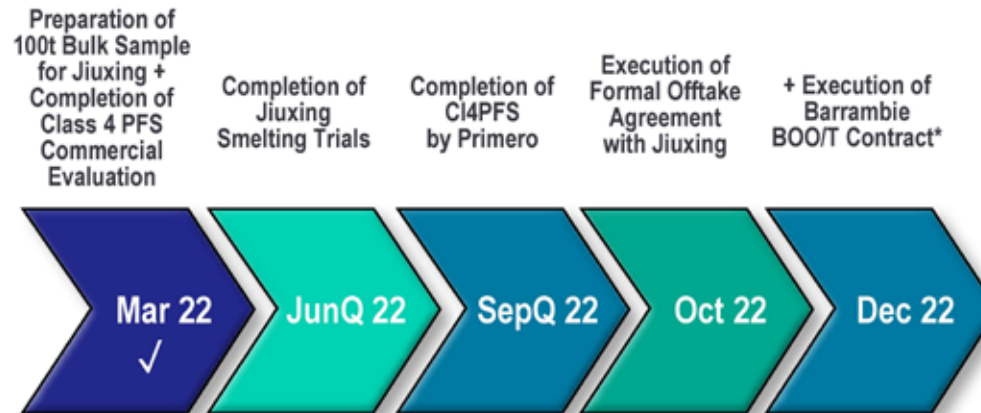 Preparation of
100t Bulk Sample
for Jiuxing +
Completion of
Class 4 PFS
Commercial
Evaluation
Completion of
Jiuxing
Smelting Trials
Completion of
Cl4PFS
by Primero
Execution of
Formal Offtake
Agreement
with Jiuxing
+ Execution of
Barrambie
BOO/T Contract*
Mar 22
√
JunQ 22
SepQ 22
Oct 22
Dec 22